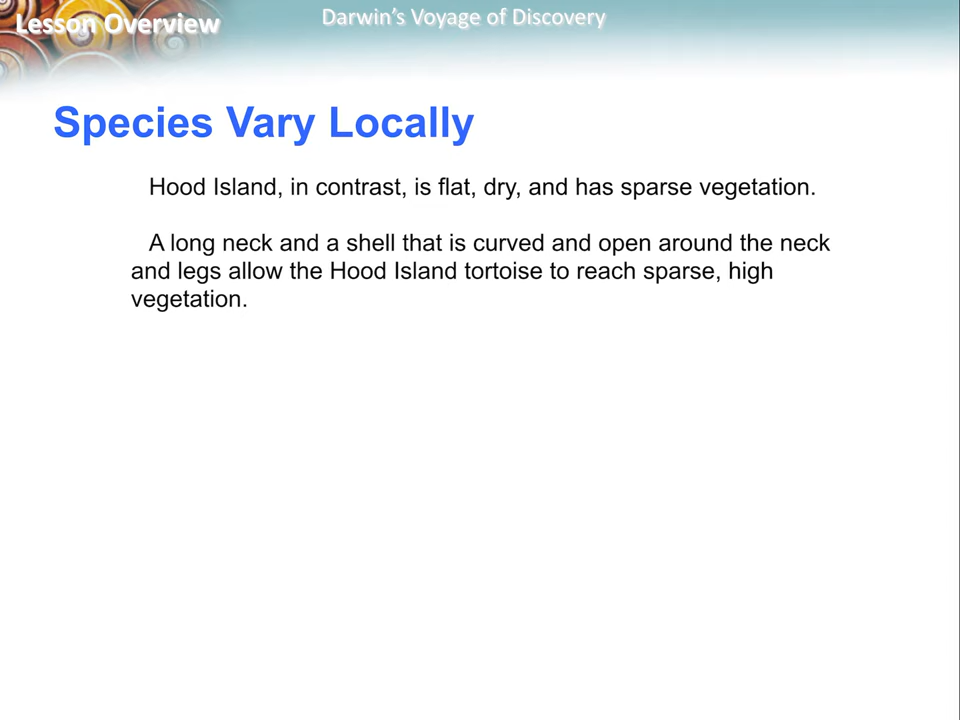 Lesson Overview
Darwin’s Voyage of Discovery
Species Vary Locally
Hood Island, in contrast, is flat, dry, and has sparse vegetation.
A long neck and a shell that is curved and open around the neck
and legs allow the Hood Island tortoise to reach sparse, high
vegetation.